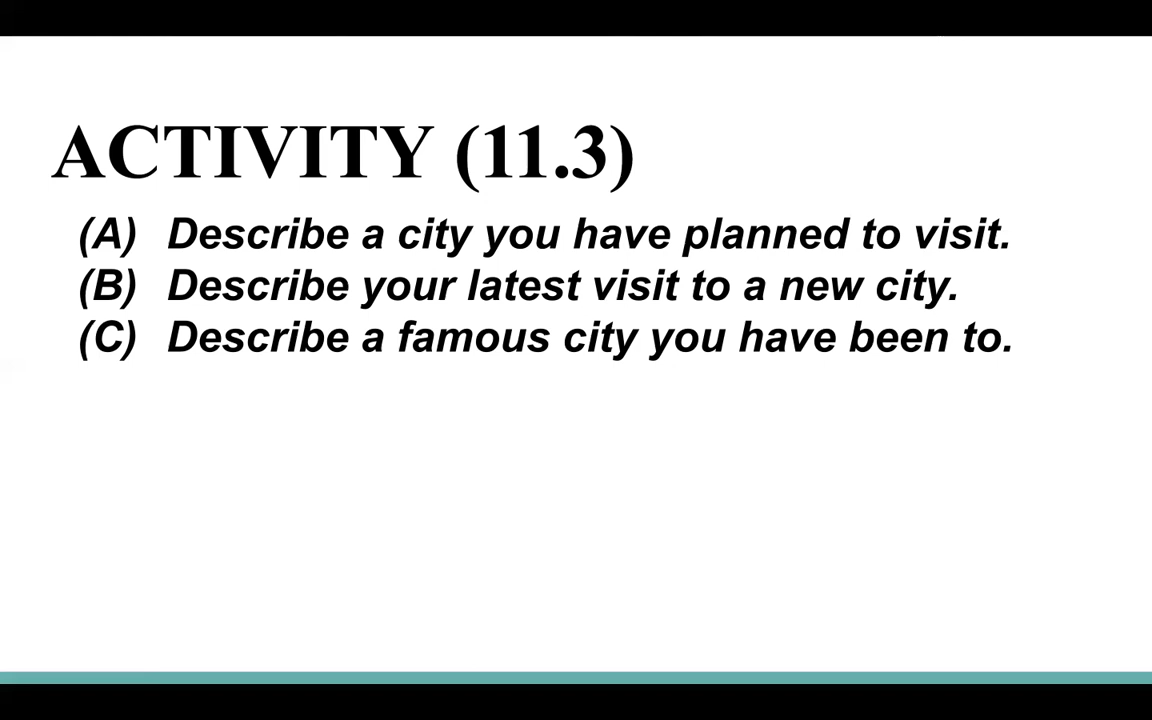 ACTIVITY (11.3)
(A) Describe a city you have planned to visit.
(B) Describe your latest visit to a new city.
(C) Describe a famous city you have been to.